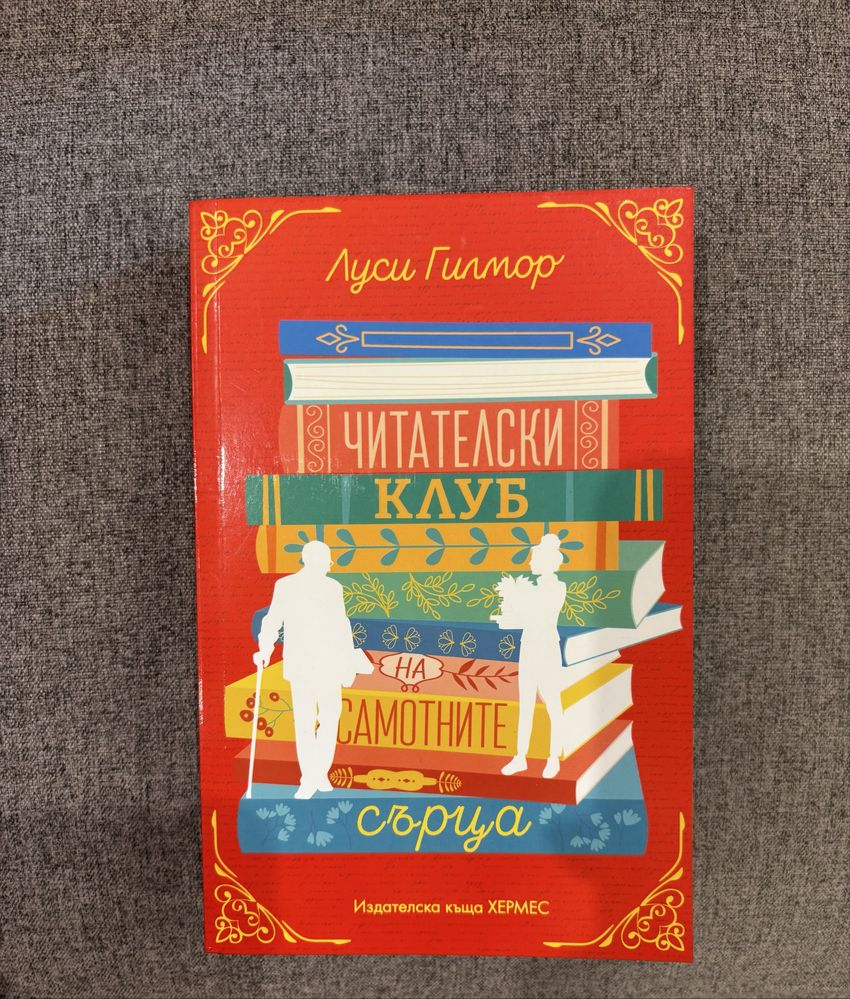 Луси Гилмор
ЧИТАТЕЛСКИ
КЛУБ
НА
САМОТНИТЕ
сърца
Издателска къща ХЕРМЕС